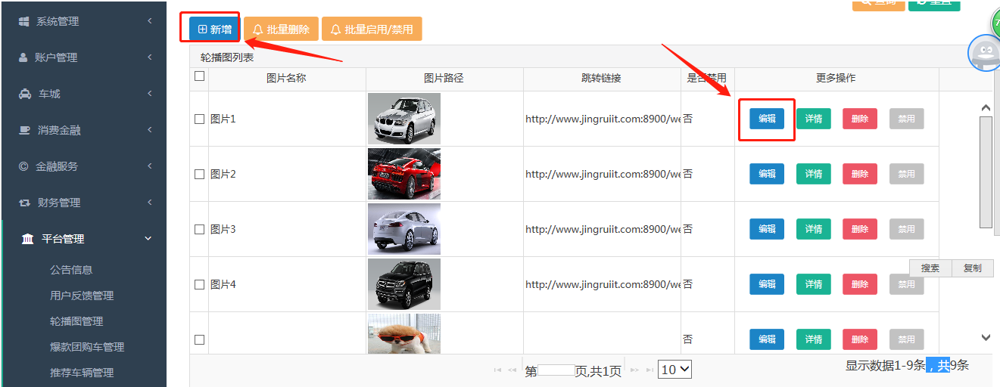 查询 重置
系统管理
账户管理
车城
消费金融
金融服务
财务管理
平台管理
公告信息
用户反馈管理
轮播图管理
爆款团购车管理
推荐车辆管理
新增 批量删除 批量启用/禁用
轮播图列表
图片名称 图片路径 跳转链接 是否禁用 更多操作
图片1 http://www.jingruiit.com:8900/we 否 编辑 详情 删除 禁用
图片2 http://www.jingruiit.com:8900/we 否 编辑 详情 删除 禁用
图片3 http://www.jingruiit.com:8900/we 否 编辑 详情 删除 禁用
搜索 复制
图片4 http://www.jingruiit.com:8900/we 否 编辑 详情 删除 禁用
否 编辑 详情 删除 禁用
第 页,共1页 10 显示数据1-9条，共9条